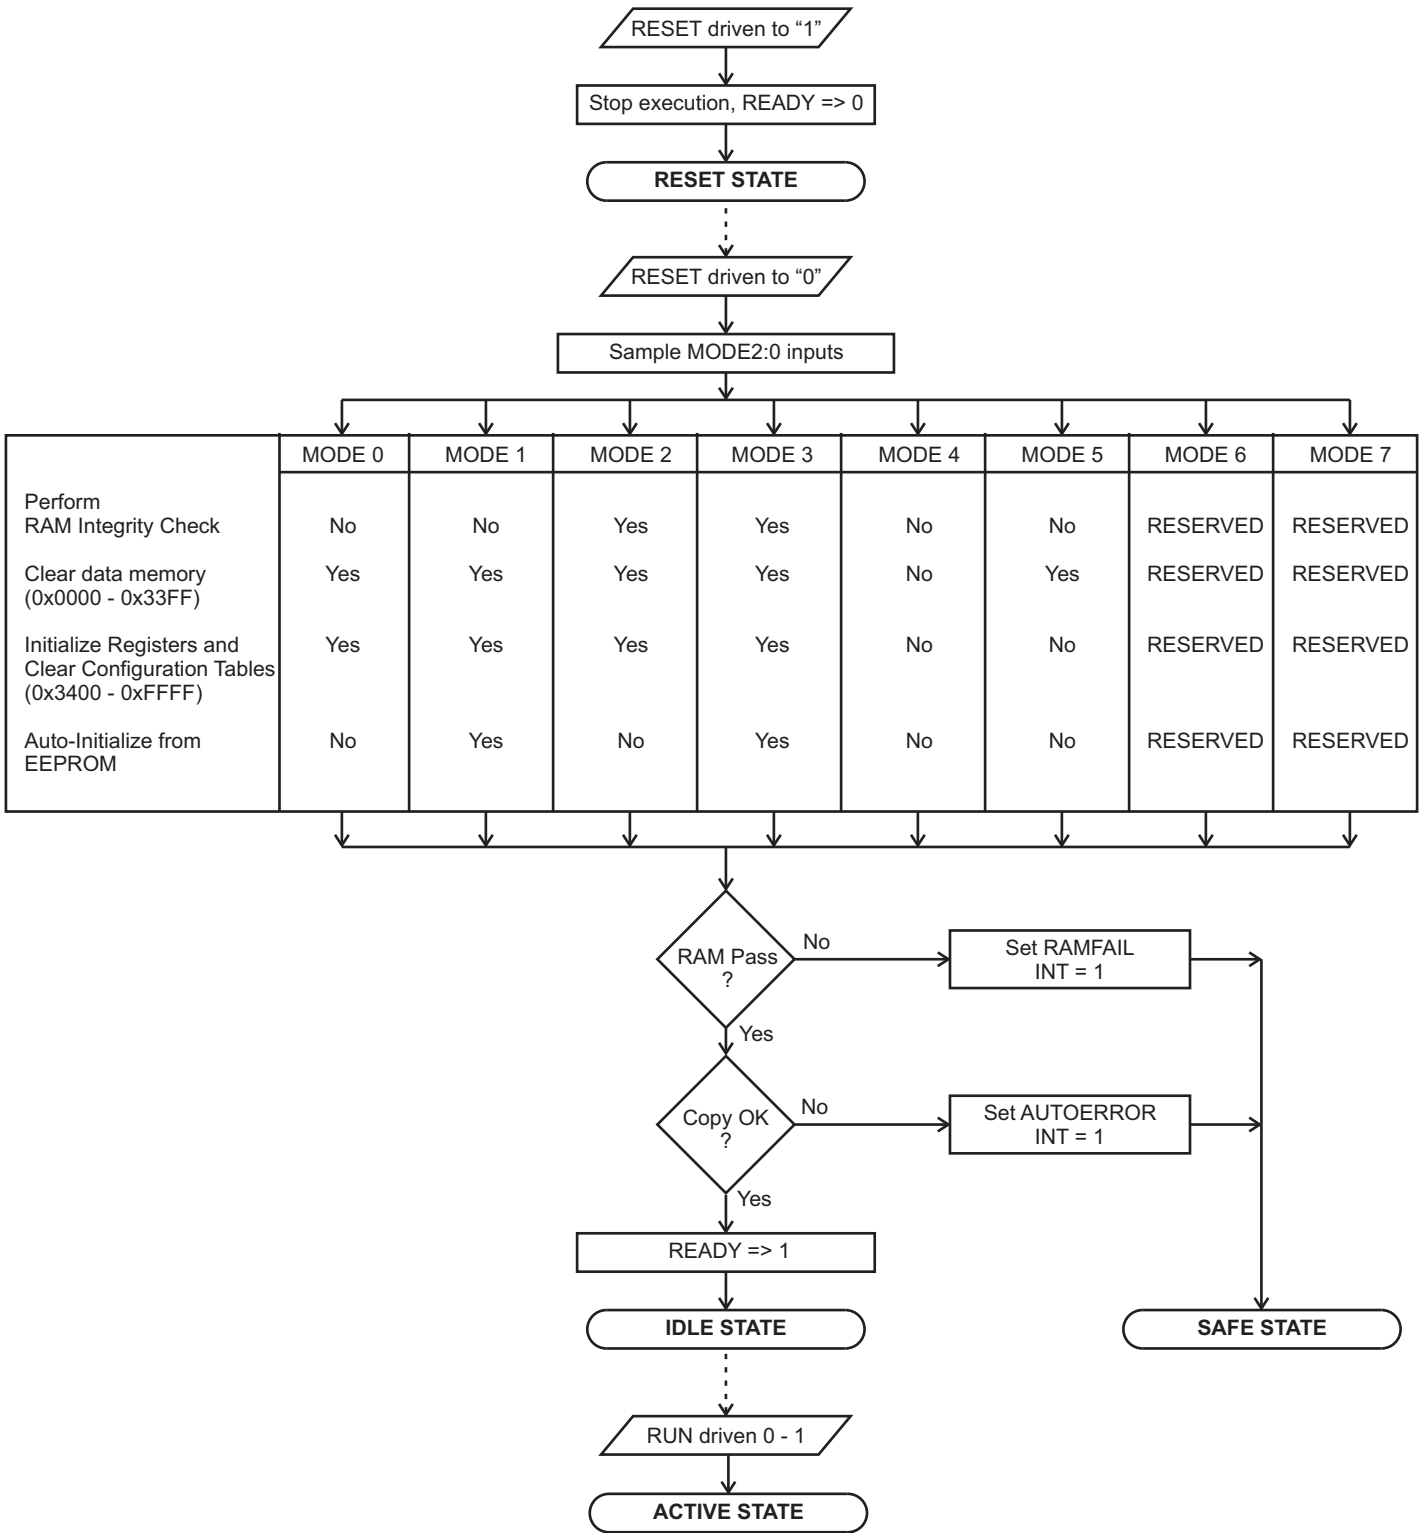 RESET driven to “1”
Stop execution, READY => 0
RESET STATE
RESET driven to “0”
Sample MODE2:0 inputs
MODE 0 MODE 1 MODE 2 MODE 3 MODE 4 MODE 5 MODE 6 MODE 7
Perform
RAM Integrity Check No No Yes Yes No No RESERVED RESERVED
Clear data memory Yes Yes Yes Yes No Yes RESERVED RESERVED
(0x0000 - 0x33FF)
Initialize Registers and Yes Yes Yes Yes No No RESERVED RESERVED
Clear Configuration Tables
(0x3400 - 0xFFFF)
Auto-Initialize from No Yes No Yes No No RESERVED RESERVED
EEPROM
RAM Pass
?
No
Set RAMFAIL
INT = 1
Yes
Copy OK
?
No
Set AUTOERROR
INT = 1
Yes
READY => 1
IDLE STATE
SAFE STATE
RUN driven 0 - 1
ACTIVE STATE